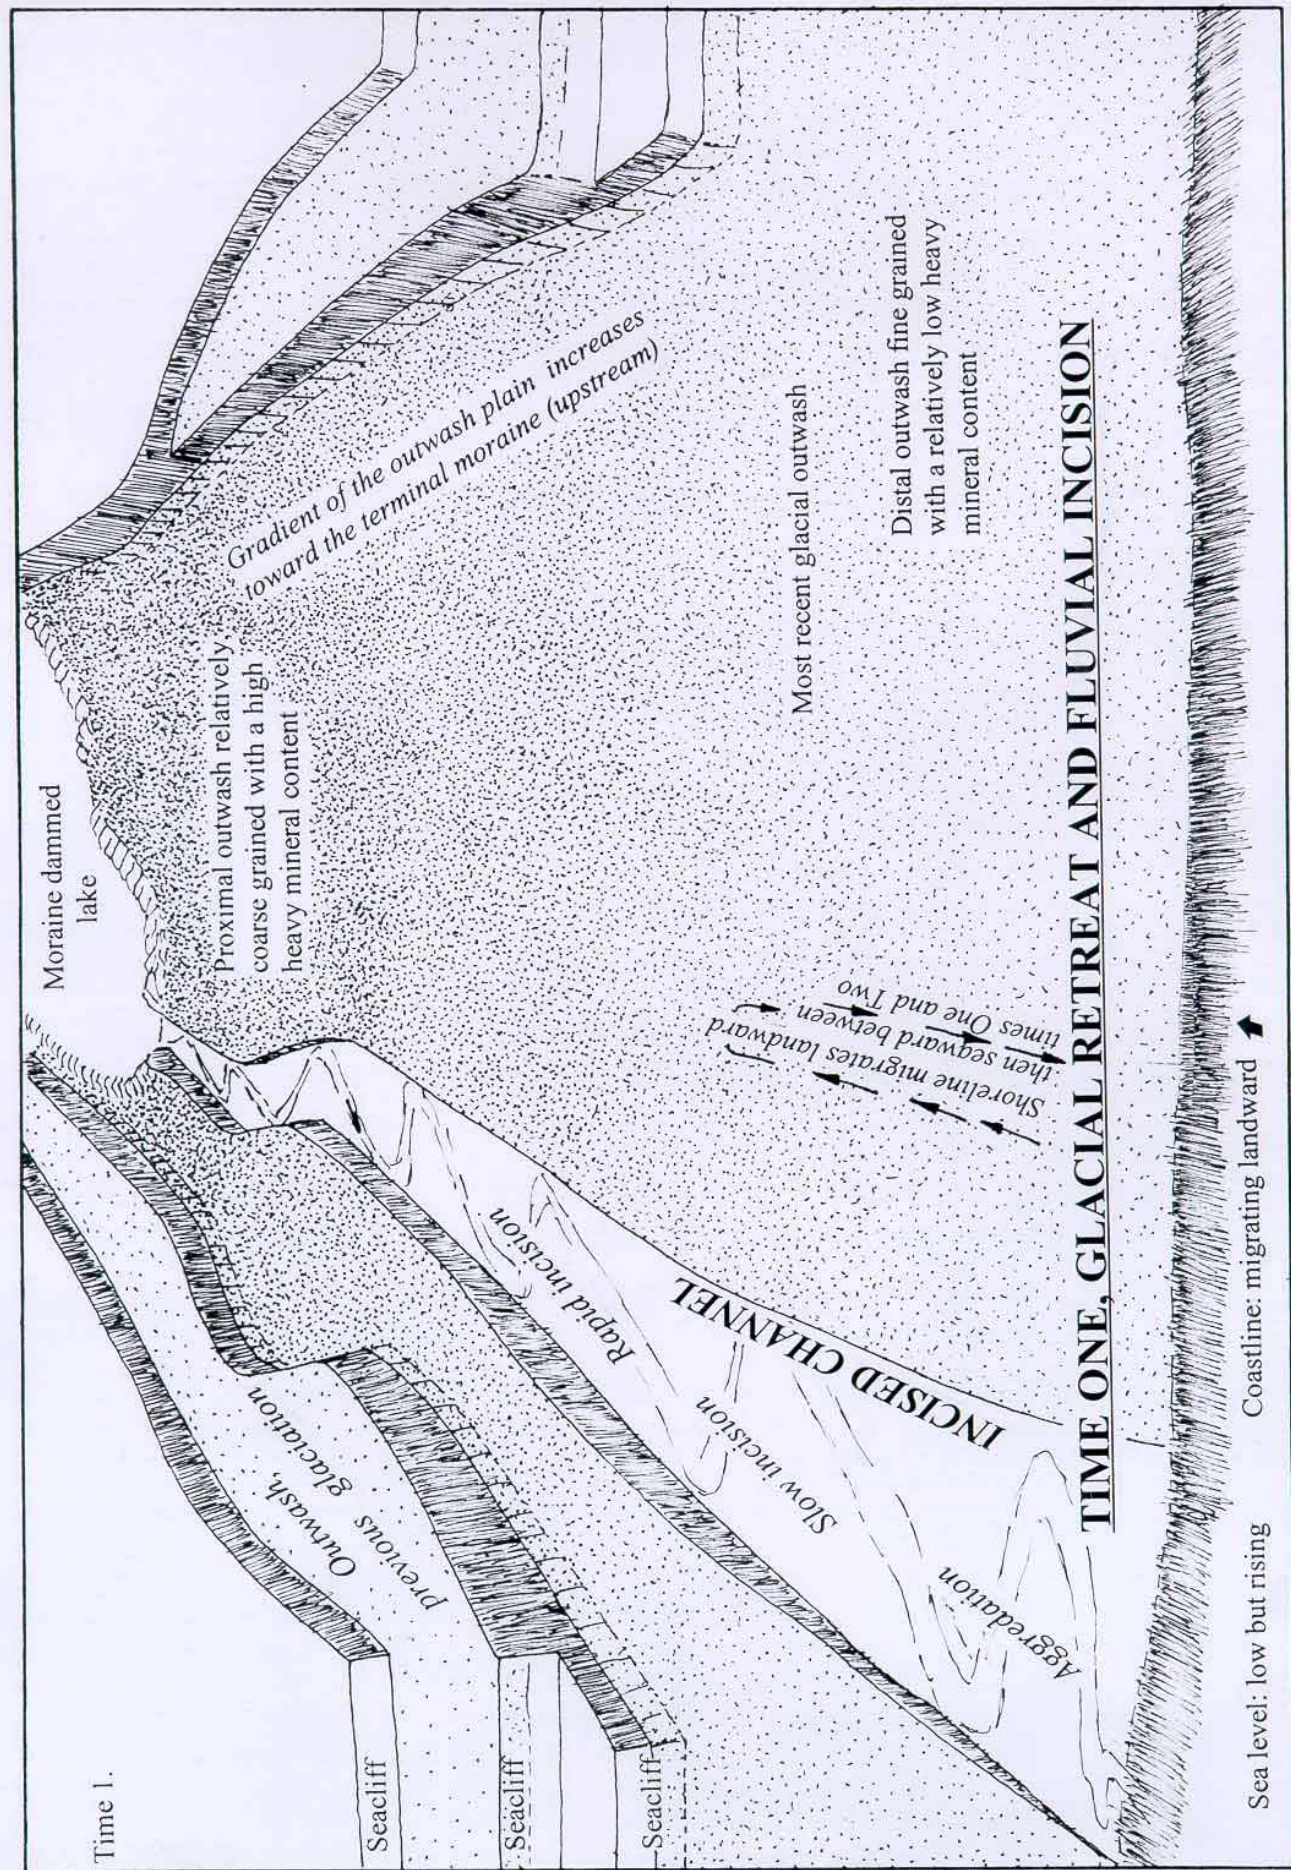 Time 1.
Moraine dammed
lake
Proximal outwash relatively
coarse grained with a high
heavy mineral content
Gradient of the outwash plain increases
toward the terminal moraine (upstream)
Outwash,
previous
glaciation
Seacliff
Seacliff
Seacliff
Rapid incision
Slow incision
Aggredation
INCISED CHANNEL
Most recent glacial outwash
Distal outwash fine grained
with a relatively low heavy
mineral content
Shoreline migrates landward
then seaward between
times One and Two
TIME ONE, GLACIAL RETREAT AND FLUVIAL INCISION
Sea level: low but rising
Coastline: migrating landward